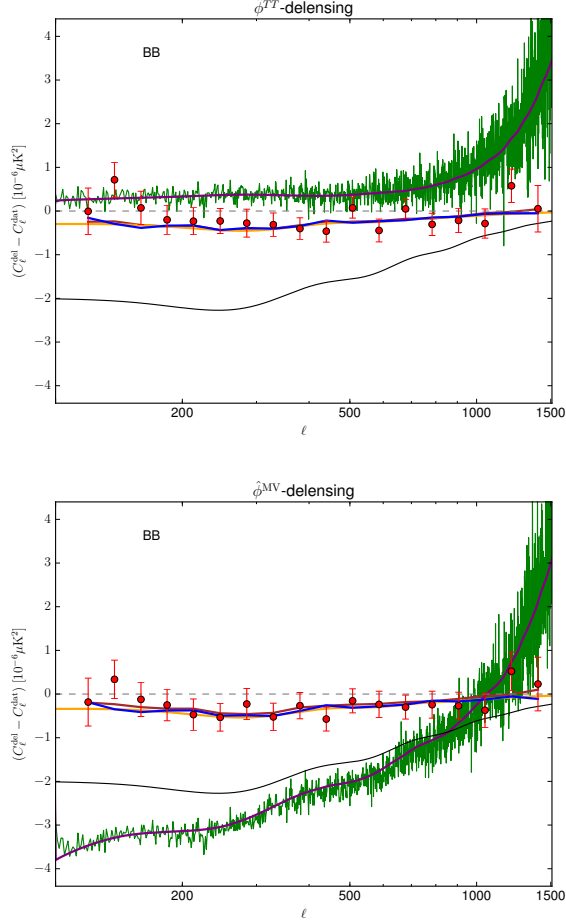 ϕ̂^TT-delensing
BB
4
3
2
1
0
−1
−2
−3
−4
(C_ℓ^del − C_ℓ^dat) [10^−6 μK^2]
200 500 1000 1500
ℓ
ϕ̂^MV-delensing
BB
4
3
2
1
0
−1
−2
−3
−4
(C_ℓ^del − C_ℓ^dat) [10^−6 μK^2]
200 500 1000 1500
ℓ